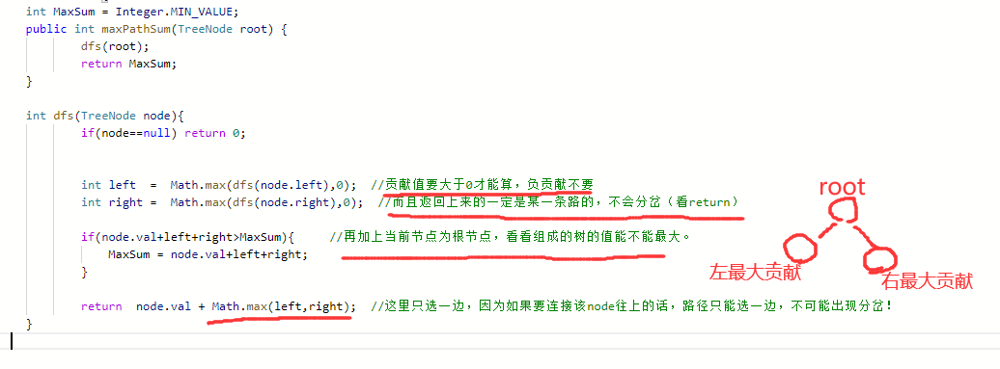 int MaxSum = Integer.MIN_VALUE;
public int maxPathSum(TreeNode root) {
dfs(root);
return MaxSum;
}
int dfs(TreeNode node){
if(node==null) return 0;
int left  =  Math.max(dfs(node.left),0);  //贡献值要大于0才能算，负贡献不要
int right =  Math.max(dfs(node.right),0);  //而且返回上来的一定是某一条路的，不会分岔（看return）
if(node.val+left+right>MaxSum){     //再加上当前节点为根节点，看看组成的树的值能不能最大。
MaxSum = node.val+left+right;
}
return  node.val + Math.max(left,right);  //这里只选一边，因为如果要连接该node往上的话，路径只能选一边，不可能出现分岔！
}
root
左最大贡献
右最大贡献